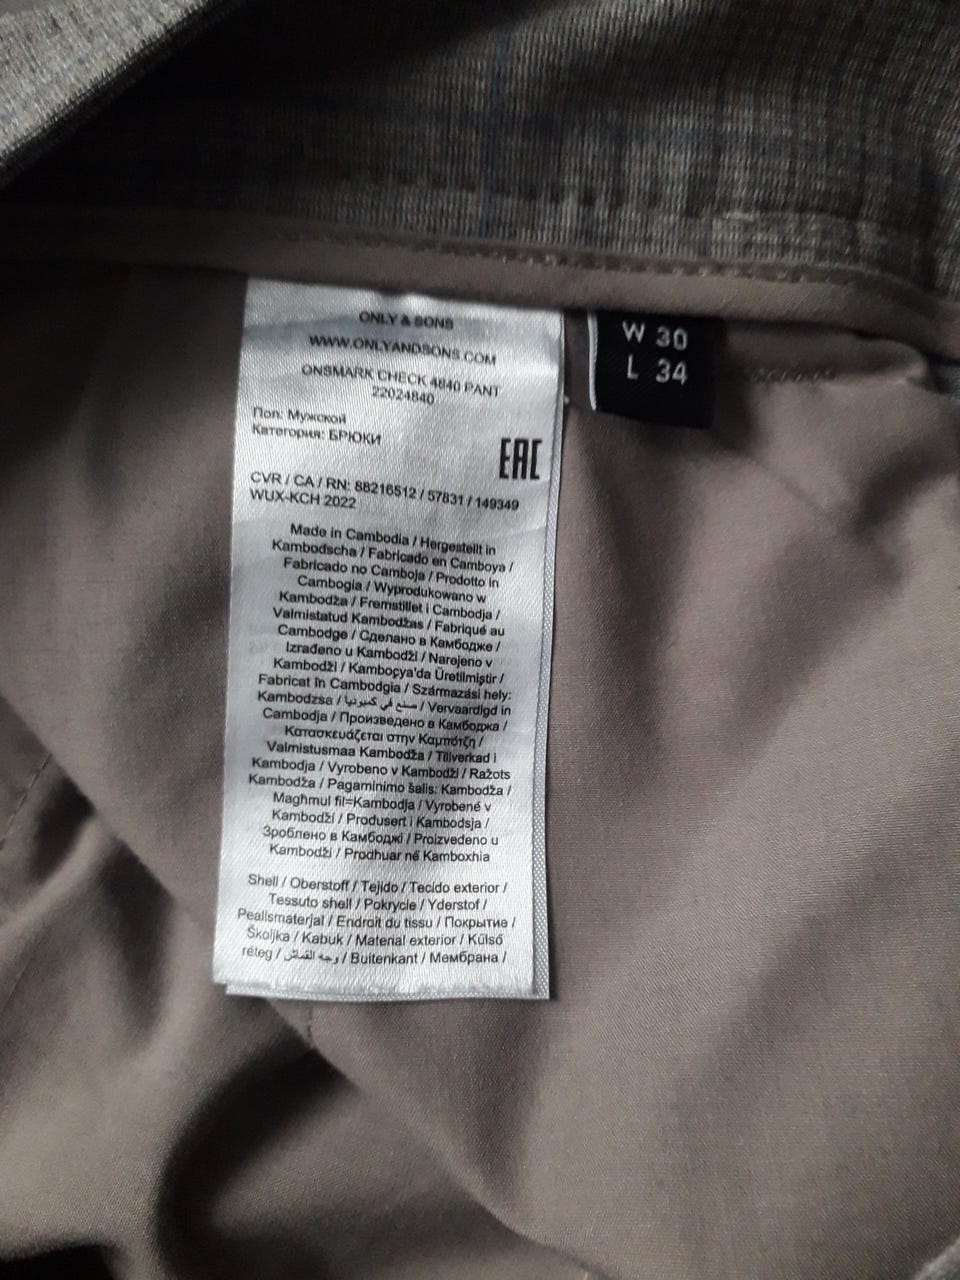 ONLY & SONS
WWW.ONLYANDSONS.COM
ONSMARK CHECK 4840 PANT
22024840
Пол: Мужской
Категория: БРЮКИ
EAC
CVR / CA / RN: 88216512 / 57831 / 149349
WUX-KCH 2022
Made in Cambodia / Hergestellt in
Kambodscha / Fabricado en Camboya /
Fabricado no Camboja / Prodotto in
Cambogia / Wyprodukowano w
Kambodża / Fremstillet i Cambodja /
Valmistatud Kambodžas / Fabriqué au
Cambodge / Сделано в Камбодже /
Izrađeno u Kambodži / Narejeno v
Kambodži / Kamboçya'da Üretilmiştir /
Fabricat în Cambodgia / Származási hely:
Kambodzsa / صنع في كمبوديا / Vervaardigd in
Cambodja / Произведено в Камбоджа /
Κατασκευάζεται στην Καμπότζη /
Valmistusmaa Kambodža / Tillverkad i
Kambodja / Vyrobeno v Kambodži / Ražots
Kambodža / Pagaminimo šalis: Kambodža /
Magħmul fil=Kambodja / Vyrobené v
Kambodži / Produsert i Kambodsja /
Зроблено в Камбоджі / Proizvedeno u
Kambodži / Prodhuar në Kamboxhia
Shell / Oberstoff / Tejido / Tecido exterior /
Tessuto shell / Pokrycie / Yderstof /
Pealismaterjal / Endroit du tissu / Покрытие /
Školjka / Kabuk / Material exterior / Külső
réteg / وجه القماش / Buitenkant / Мембрана /
W 30
L 34